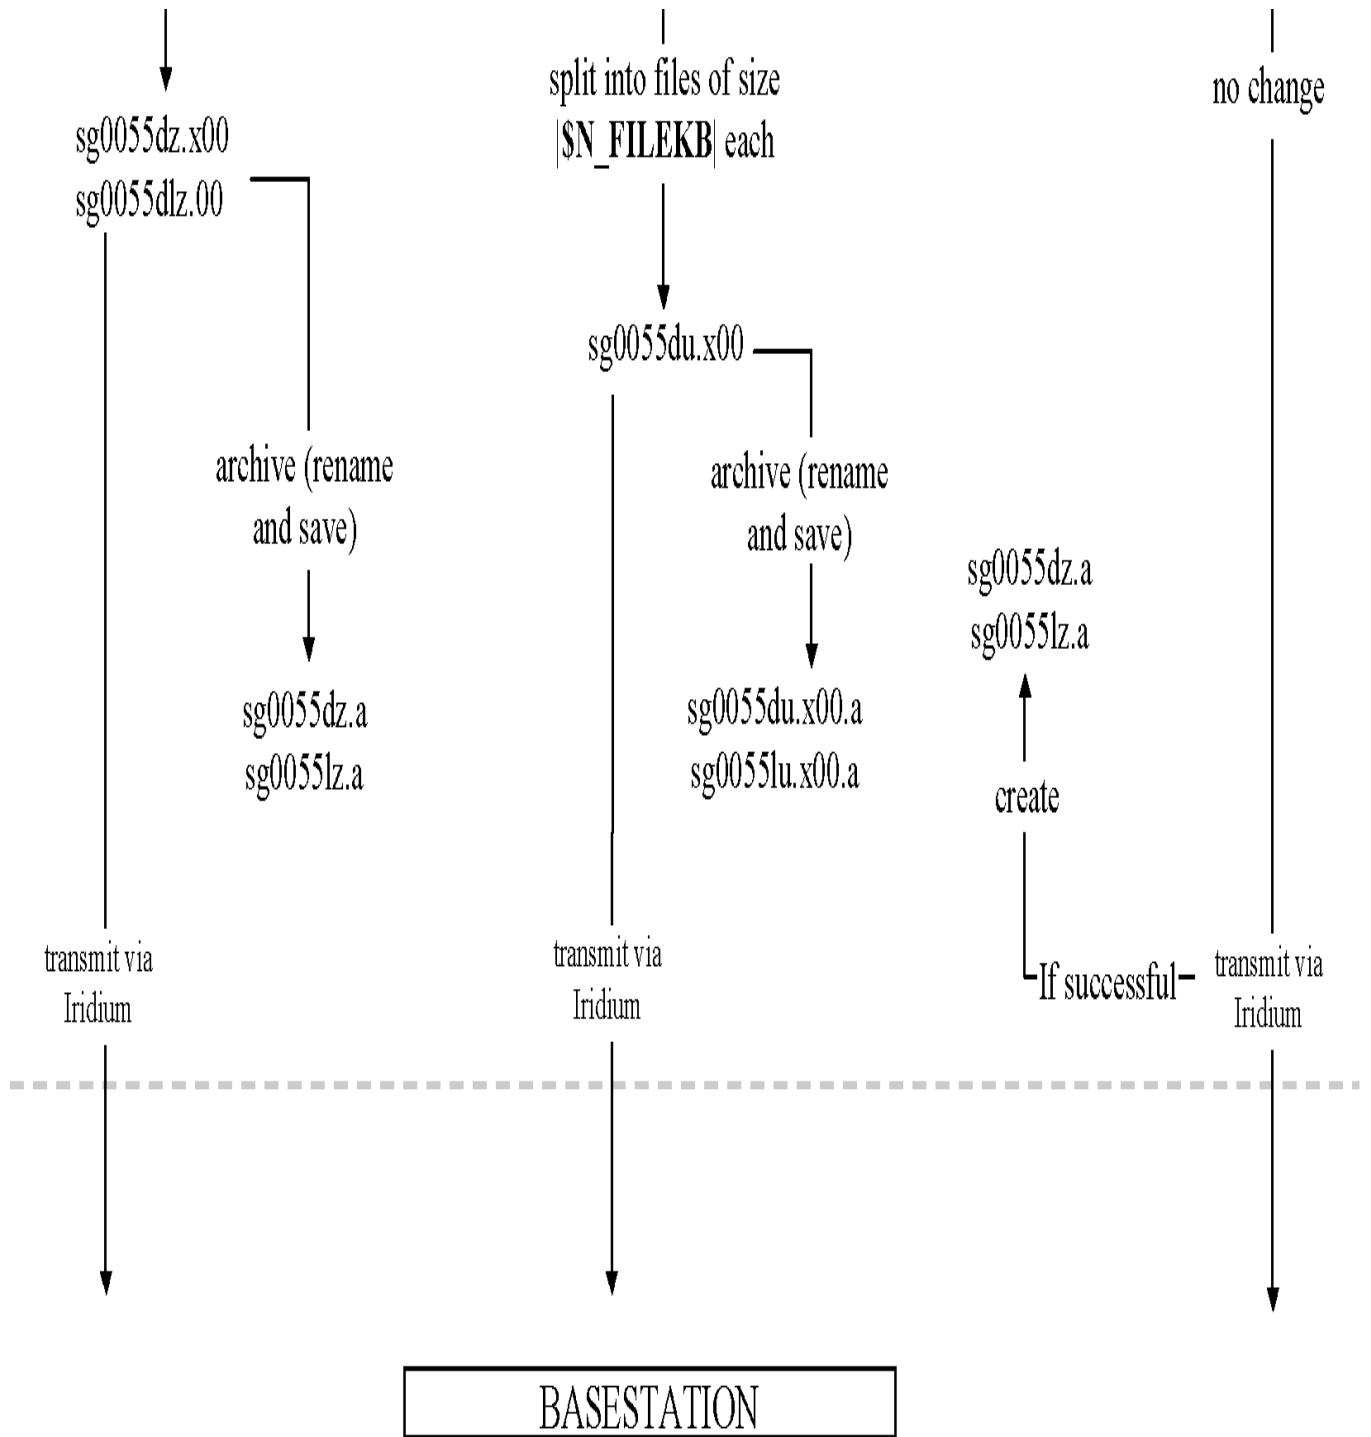 split into files of size
|$N_FILEKB| each
no change
sg0055dz.x00
sg0055dlz.00
sg0055du.x00
archive (rename
and save)
archive (rename
and save)
sg0055dz.a
sg0055lz.a
sg0055dz.a
sg0055lz.a
sg0055du.x00.a
sg0055lu.x00.a
create
transmit via
Iridium
transmit via
Iridium
If successful
transmit via
Iridium
BASESTATION